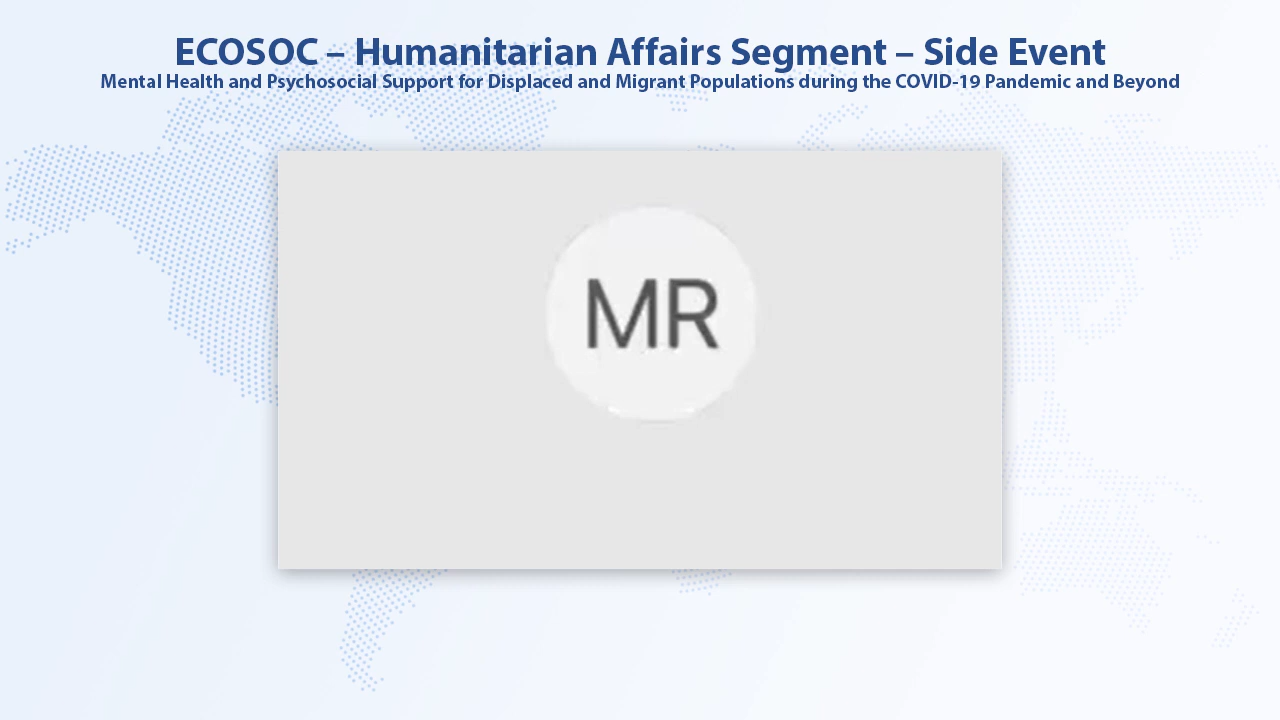 ECOSOC – Humanitarian Affairs Segment – Side Event
Mental Health and Psychosocial Support for Displaced and Migrant Populations during the COVID-19 Pandemic and Beyond
MR